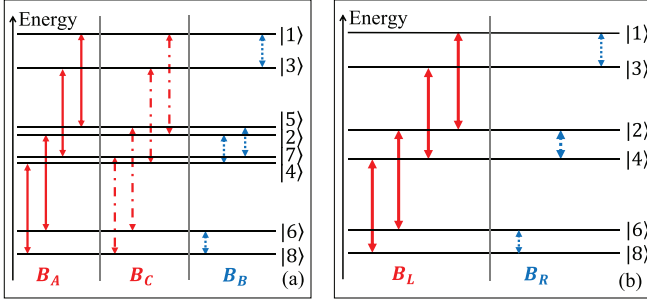 Energy
|1⟩
|3⟩
|5⟩
2⟩
7⟩
|4⟩
|6⟩
|8⟩
B_A
B_C
B_B
(a)
Energy
|1⟩
|3⟩
|2⟩
|4⟩
|6⟩
|8⟩
B_L
B_R
(b)